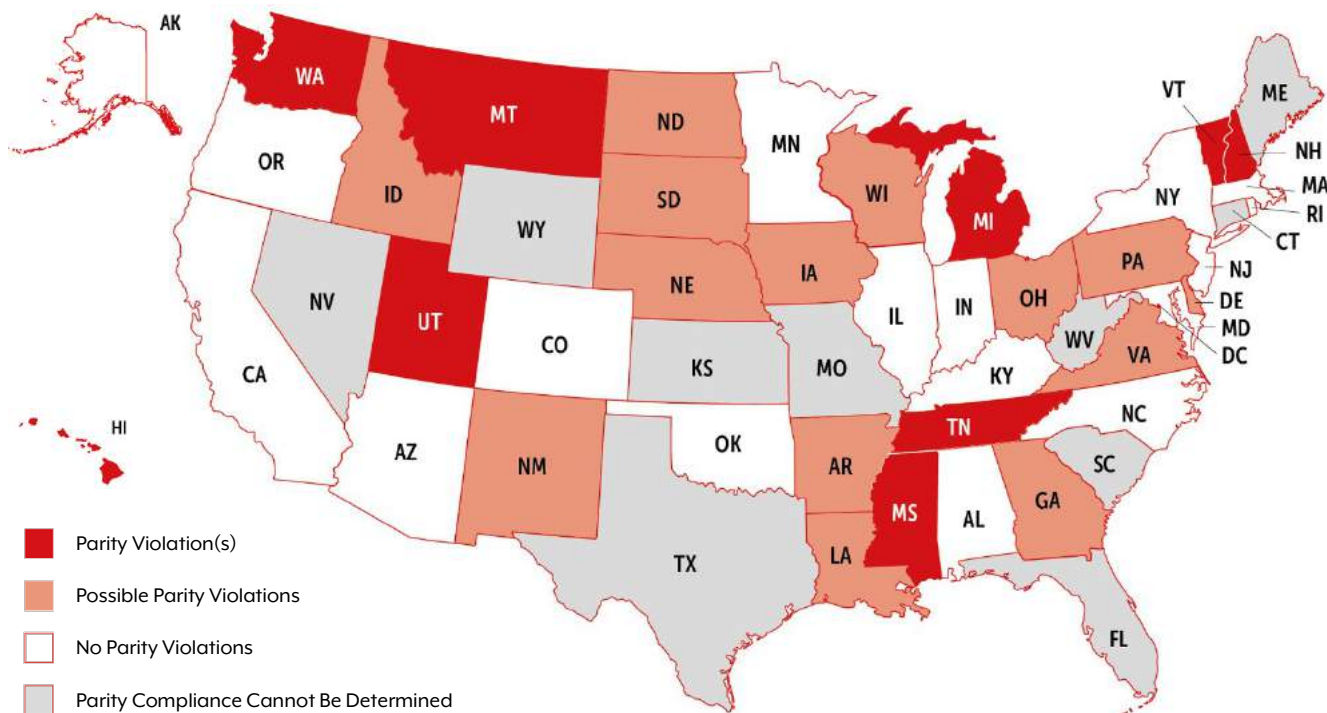 AK
WA
MT
ND
MN
VT
ME
OR
ID
SD
WI
MI
NY
NH
MA
RI
CT
WY
NE
IA
PA
NJ
NV
UT
CO
IL
IN
OH
DE
MD
DC
CA
KS
MO
WV
VA
KY
HI
AZ
NM
OK
AR
TN
NC
SC
MS
AL
GA
LA
TX
FL
Parity Violation(s)
Possible Parity Violations
No Parity Violations
Parity Compliance Cannot Be Determined